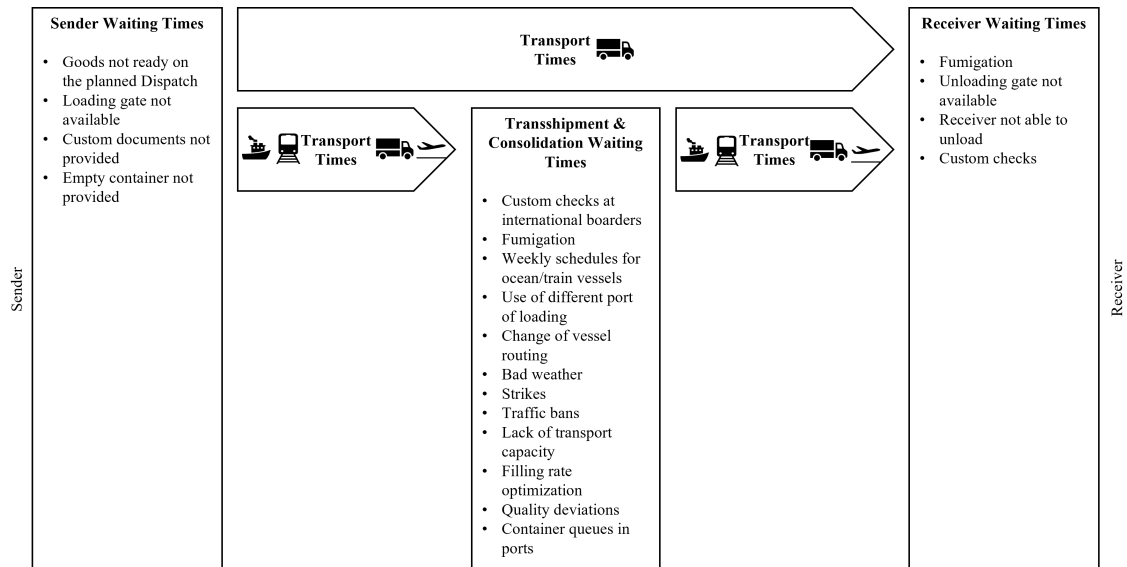 Sender
Sender Waiting Times
• Goods not ready on
the planned Dispatch
• Loading gate not
available
• Custom documents not
provided
• Empty container not
provided
Transport
Times
Transport
Times
Transshipment &
Consolidation Waiting
Times
• Custom checks at
international boarders
• Fumigation
• Weekly schedules for
ocean/train vessels
• Use of different port
of loading
• Change of vessel
routing
• Bad weather
• Strikes
• Traffic bans
• Lack of transport
capacity
• Filling rate
optimization
• Quality deviations
• Container queues in
ports
Transport
Times
Receiver Waiting Times
• Fumigation
• Unloading gate not
available
• Receiver not able to
unload
• Custom checks
Receiver